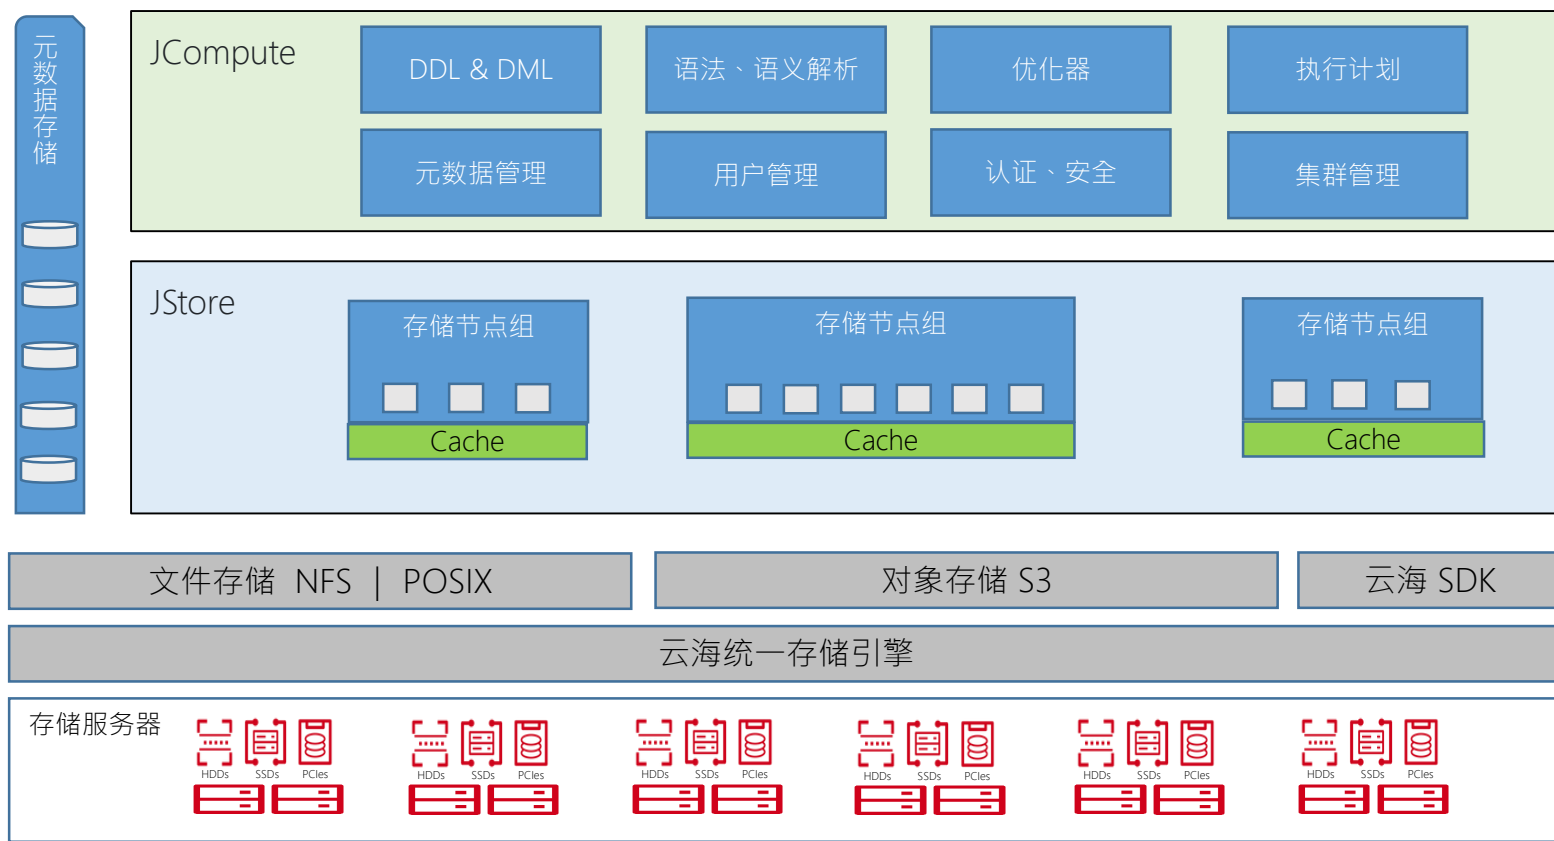 元数据存储
JCompute
DDL & DML
语法、语义解析
优化器
执行计划
元数据管理
用户管理
认证、安全
集群管理
JStore
存储节点组
存储节点组
存储节点组
Cache
Cache
Cache
文件存储 NFS | POSIX
对象存储 S3
云海 SDK
云海统一存储引擎
存储服务器
HDDs SSDs PCIes
HDDs SSDs PCIes
HDDs SSDs PCIes
HDDs SSDs PCIes
HDDs SSDs PCIes
HDDs SSDs PCIes